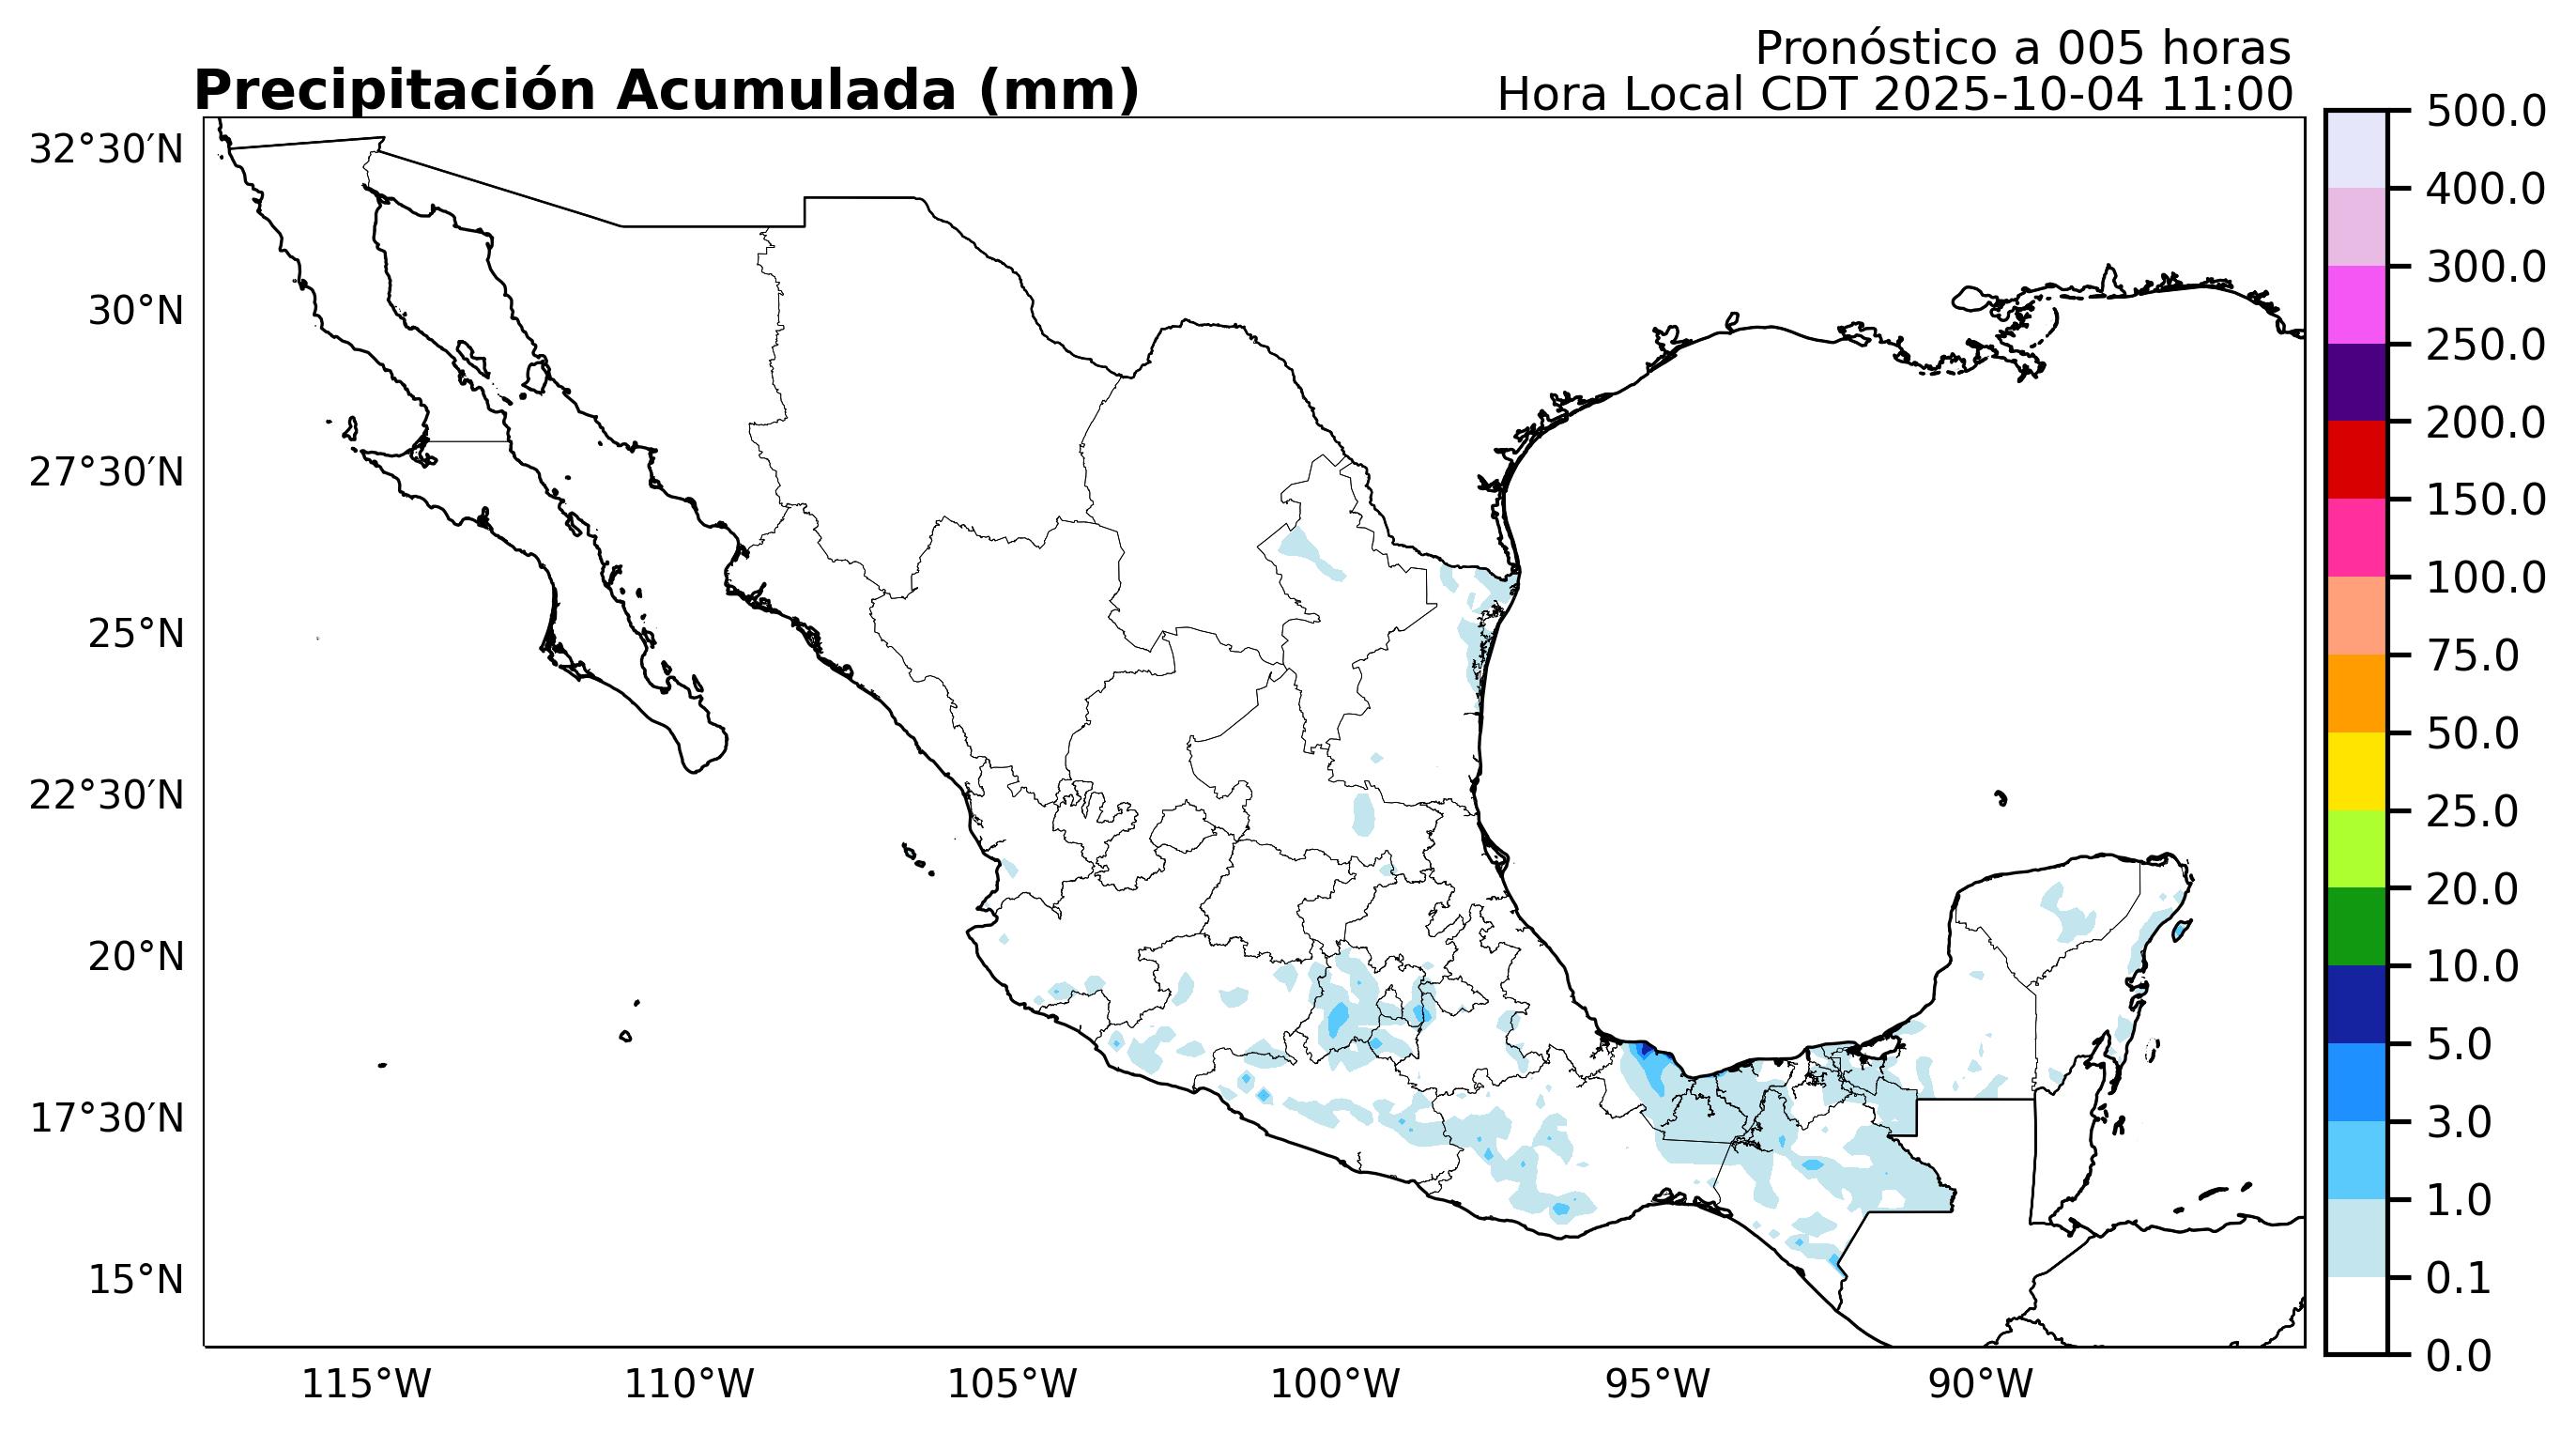 Pronóstico a 005 horas
Precipitación Acumulada (mm)
Hora Local CDT 2025-10-04 11:00
32°30′N
30°N
27°30′N
25°N
22°30′N
20°N
17°30′N
15°N
115°W
110°W
105°W
100°W
95°W
90°W
500.0
400.0
300.0
250.0
200.0
150.0
100.0
75.0
50.0
25.0
20.0
10.0
5.0
3.0
1.0
0.1
0.0